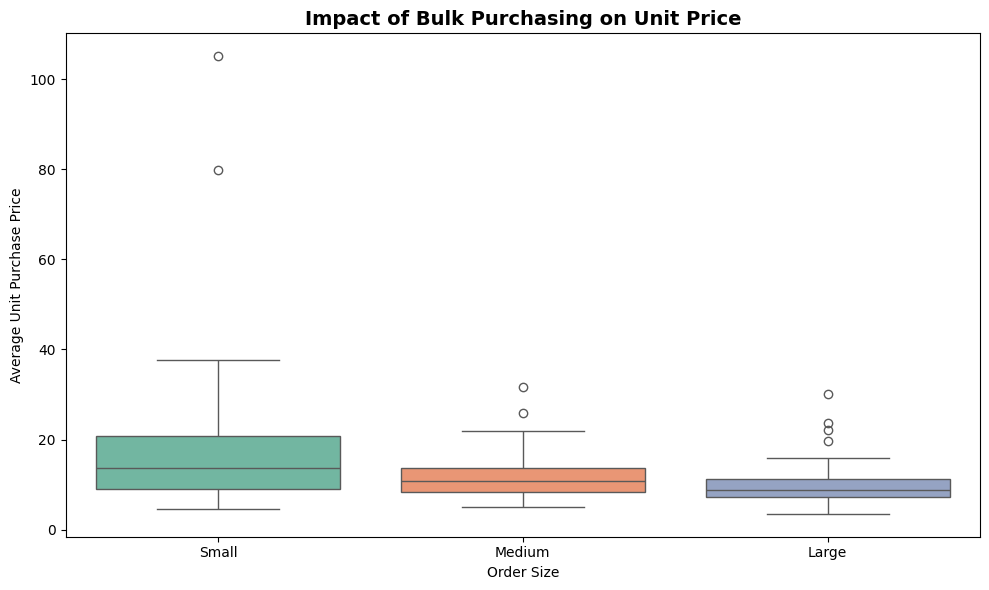 Impact of Bulk Purchasing on Unit Price
Average Unit Purchase Price
100
80
60
40
20
0
Small Medium Large
Order Size